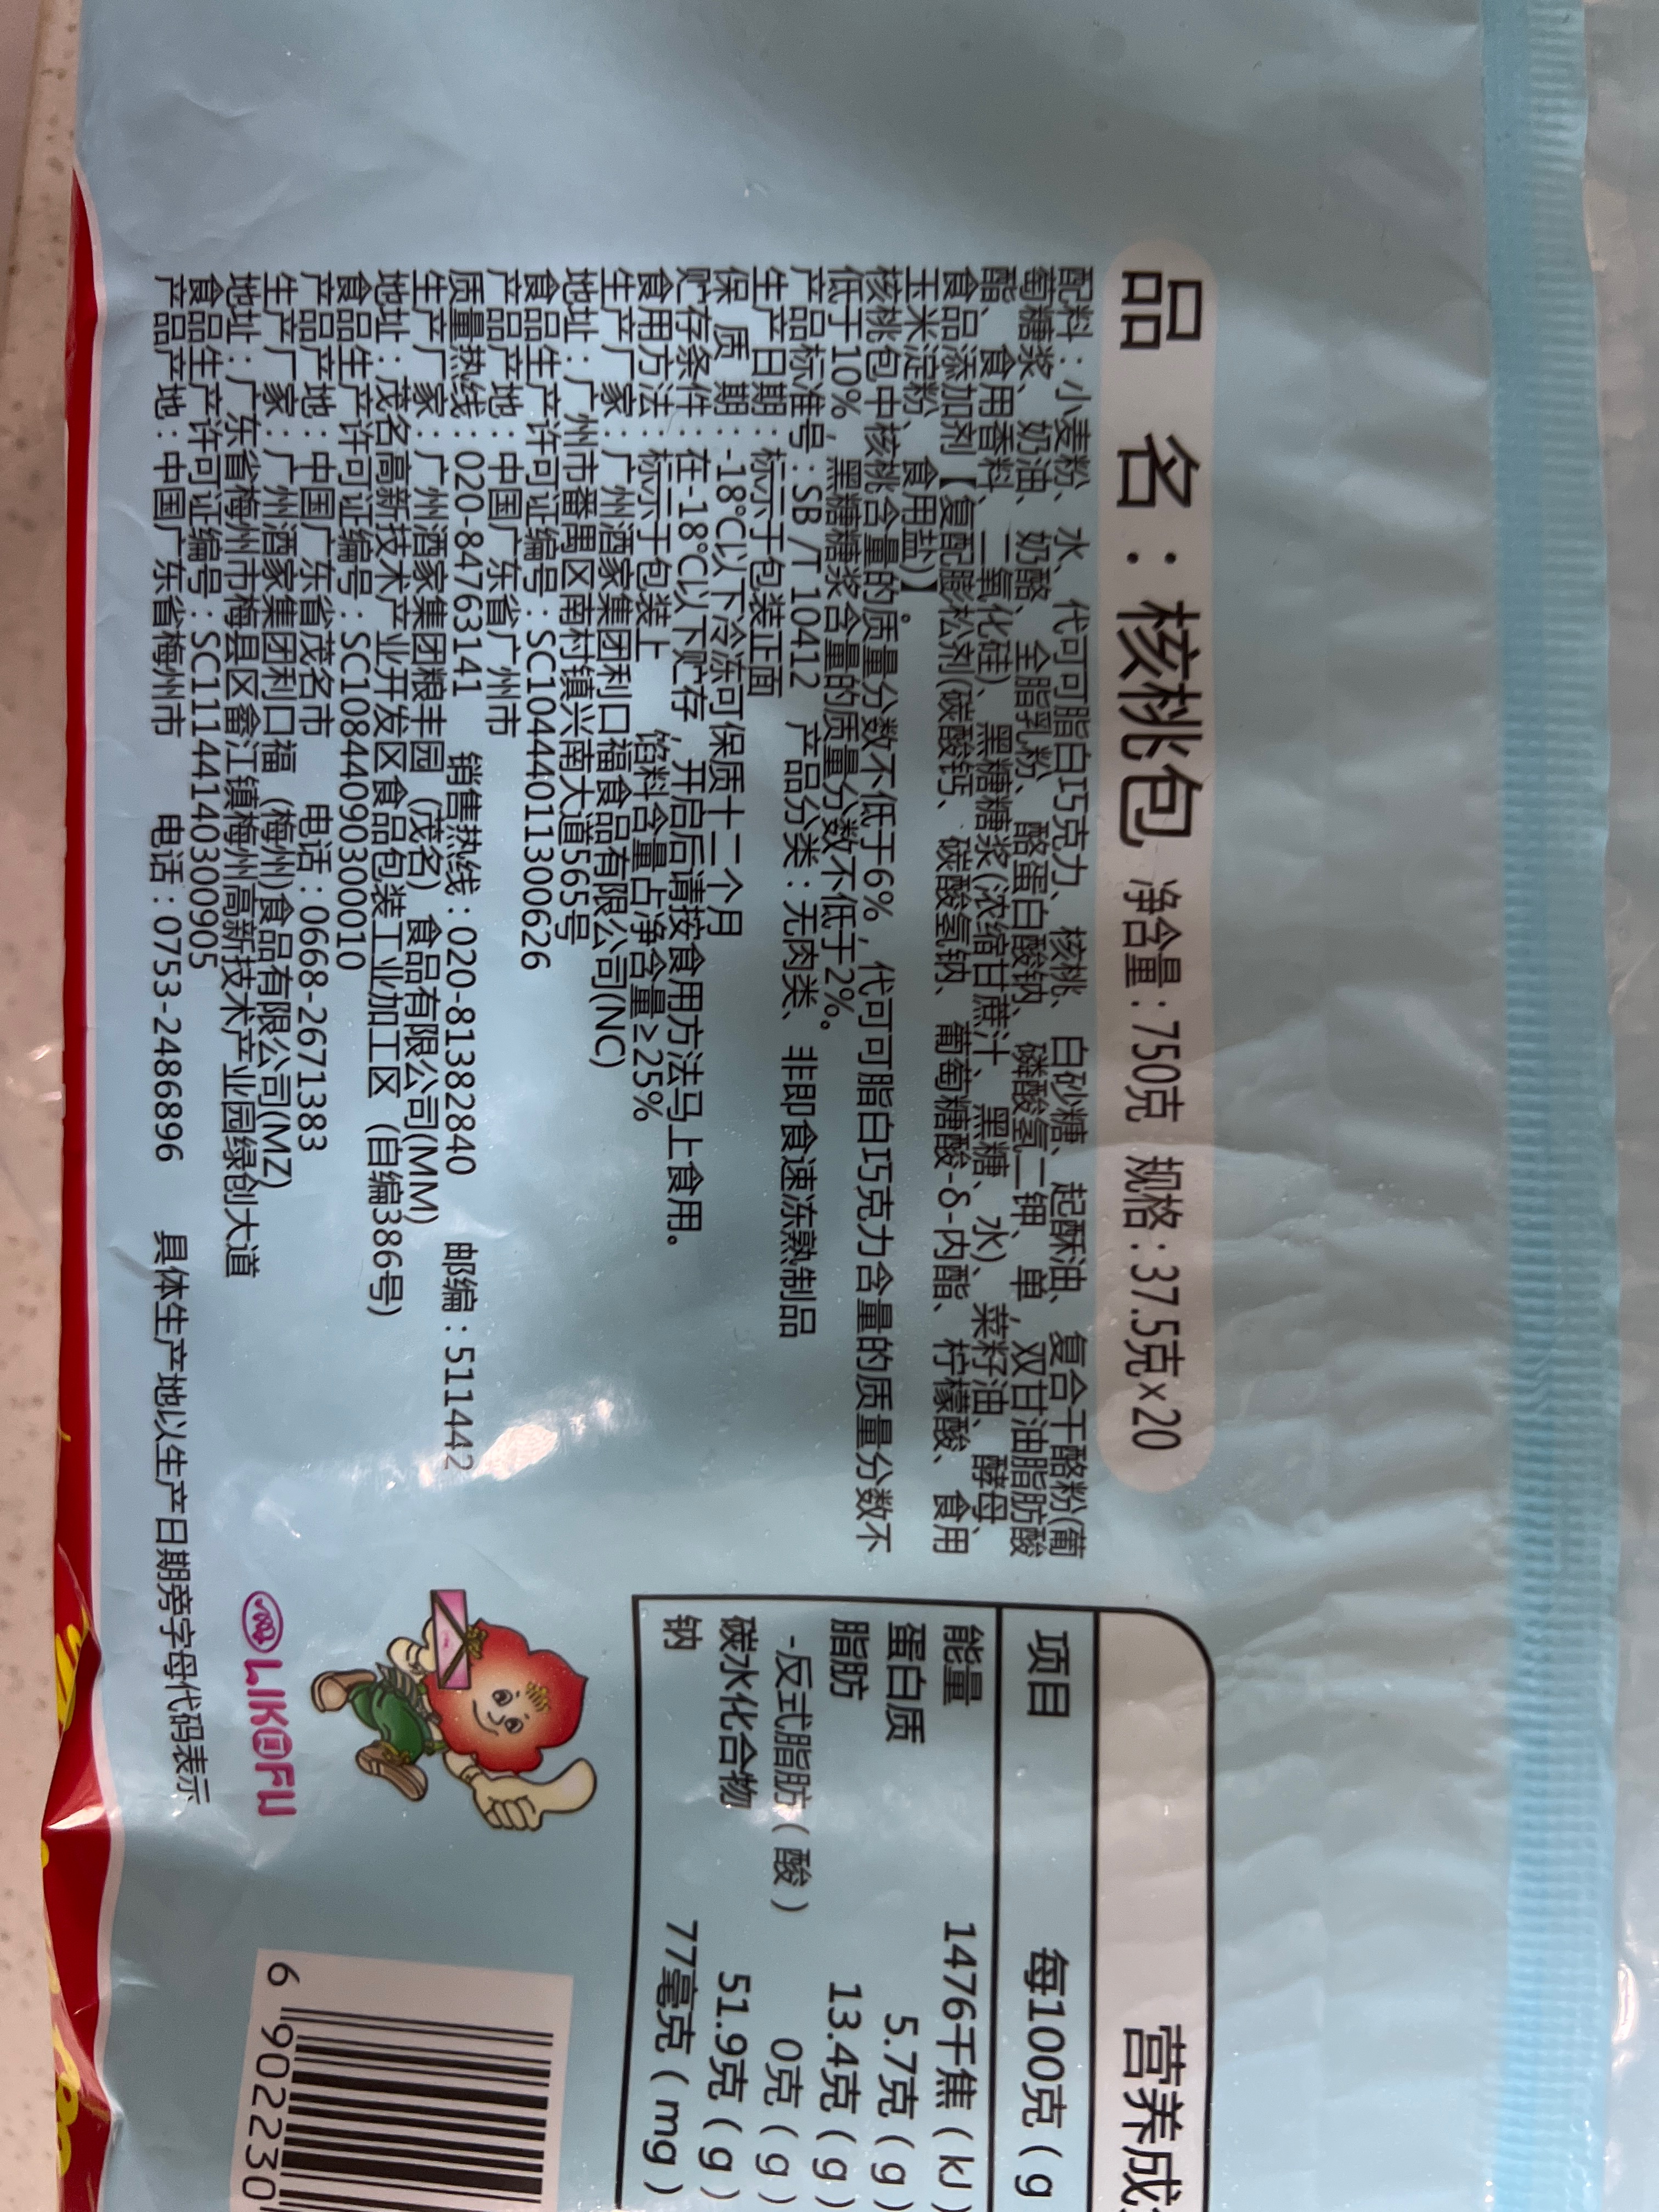 品 名：核桃包 净含量：750克 规格：37.5克×20
配料：小麦粉、水、代可可脂白巧克力、核桃、白砂糖、起酥油、复合干酪粉(葡
萄糖浆、奶油、奶酪、全脂乳粉、酪蛋白酸钠、磷酸氢二钾、单,双甘油脂肪酸
酯、食用香料、二氧化硅)、黑糖糖浆(浓缩甘蔗汁、黑糖、水)、菜籽油、酵母、
食品添加剂【复配膨松剂(碳酸钙、碳酸氢钠、葡萄糖酸-δ-内酯、柠檬酸、食用
玉米淀粉、食用盐)】
核桃包中核桃含量的质量分数不低于6%，代可可脂白巧克力含量的质量分数不
低于10%，黑糖糖浆含量的质量分数不低于2%。
产品标准号：SB /T 10412 产品分类：无肉类、非即食速冻熟制品
生产日期：标示于包装正面
保 质 期：-18℃以下冷冻可保质十二个月
贮存条件：在-18℃以下贮存，开启后请按食用方法马上食用。
食用方法：标示于包装上 馅料含量占净含量≥25%
生产厂家：广州酒家集团利口福食品有限公司(NC)
地址：广州市番禺区南村镇兴南大道565号
食品生产许可证编号：SC10444011300626
产品产地：中国广东省广州市
质量热线：020-84763141 销售热线：020-81382840 邮编：511442
生产厂家：广州酒家集团粮丰园（茂名）食品有限公司(MM)
地址：茂名高新技术产业开发区食品包装工业加工区（自编386号)
食品生产许可证编号：SC10844090300010
产品产地：中国广东省茂名市 电话：0668-2671383
生产厂家：广州酒家集团利口福（梅州)食品有限公司(MZ)
地址：广东省梅州市梅县区畲江镇梅州高新技术产业园绿创大道
食品生产许可证编号：SC11144140300905
产品产地：中国广东省梅州市 电话：0753-2486896 具体生产地以生产日期旁字母代码表示
营养成
项目 每100克（g
能量 1476千焦（kJ）
蛋白质 5.7克（g）
脂肪 13.4克（g）
-反式脂肪（酸） 0克（g）
碳水化合物 51.9克（g）
钠 77毫克（mg）
LIKOFU
6 902230